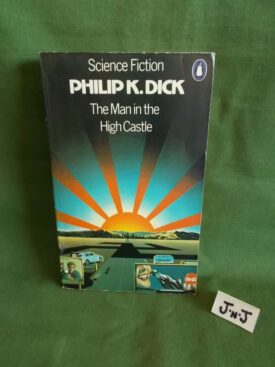 Science Fiction
PHILIP K. DICK
The Man in the
High Castle
J'N'J